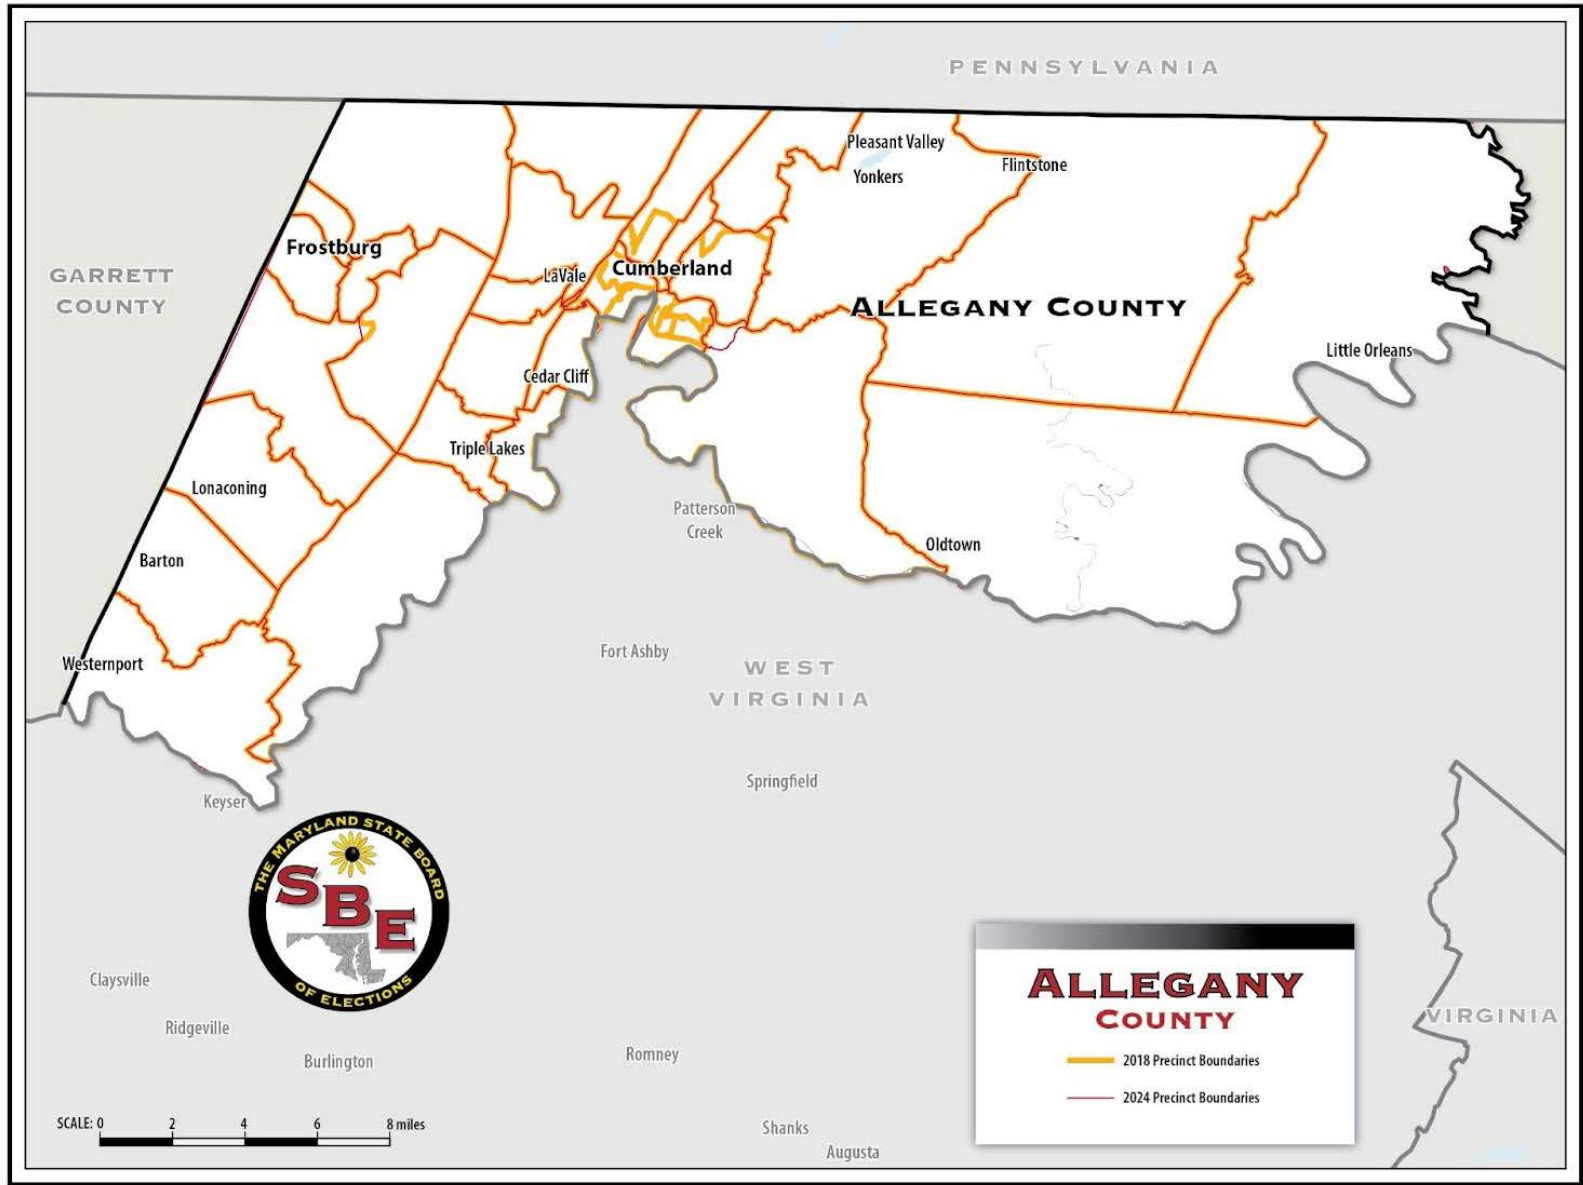 PENNSYLVANIA
Pleasant Valley
Flintstone
Yonkers
Frostburg
GARRETT
COUNTY
LaVale
Cumberland
ALLEGANY COUNTY
Little Orleans
Cedar Cliff
Triple Lakes
Lonaconing
Patterson
Creek
Oldtown
Barton
Westernport
Fort Ashby
WEST
VIRGINIA
Springfield
Keyser
THE MARYLAND STATE BOARD
SBE
OF ELECTIONS
Claysville
Ridgeville
Burlington
Romney
Shanks
Augusta
VIRGINIA
ALLEGANY
COUNTY
2018 Precinct Boundaries
2024 Precinct Boundaries
SCALE: 0 2 4 6 8 miles